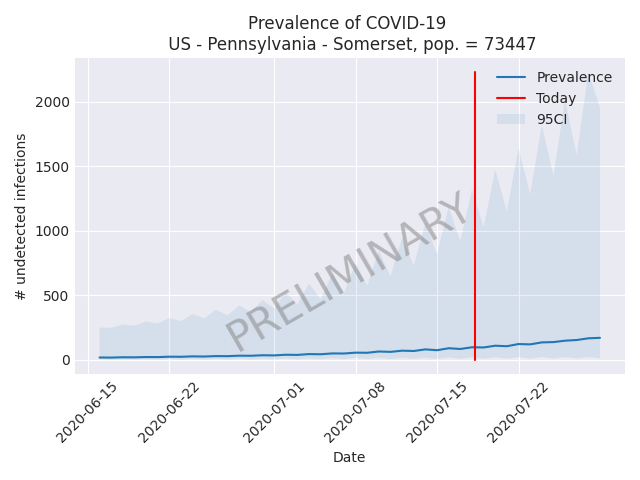 Prevalence of COVID-19
US - Pennsylvania - Somerset, pop. = 73447
Prevalence
Today
95CI
2000
1500
1000
500
0
# undetected infections
PRELIMINARY
2020-06-15
2020-06-22
2020-07-01
2020-07-08
2020-07-15
2020-07-22
Date